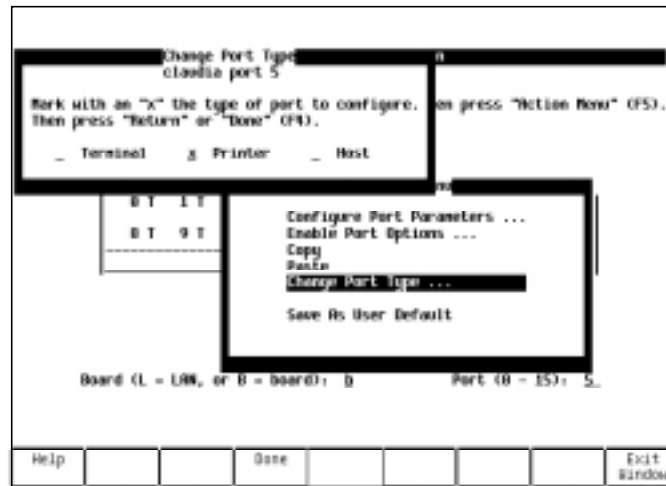 Change Port Type
claudia port 5
Mark with an "x" the type of port to configure.
Then press "Return" or "Done" (F4).
_ Terminal x Printer _ Host
n
en press "Action Menu" (F5).
nu
0 T 1 T
0 T 9 T
Configure Port Parameters ...
Enable Port Options ...
Copy
Paste
Change Port Type ...
Save As User Default
Board (L - LAN, or B - board): b Port (0 - 15): 5_
Help Done Exit
Window